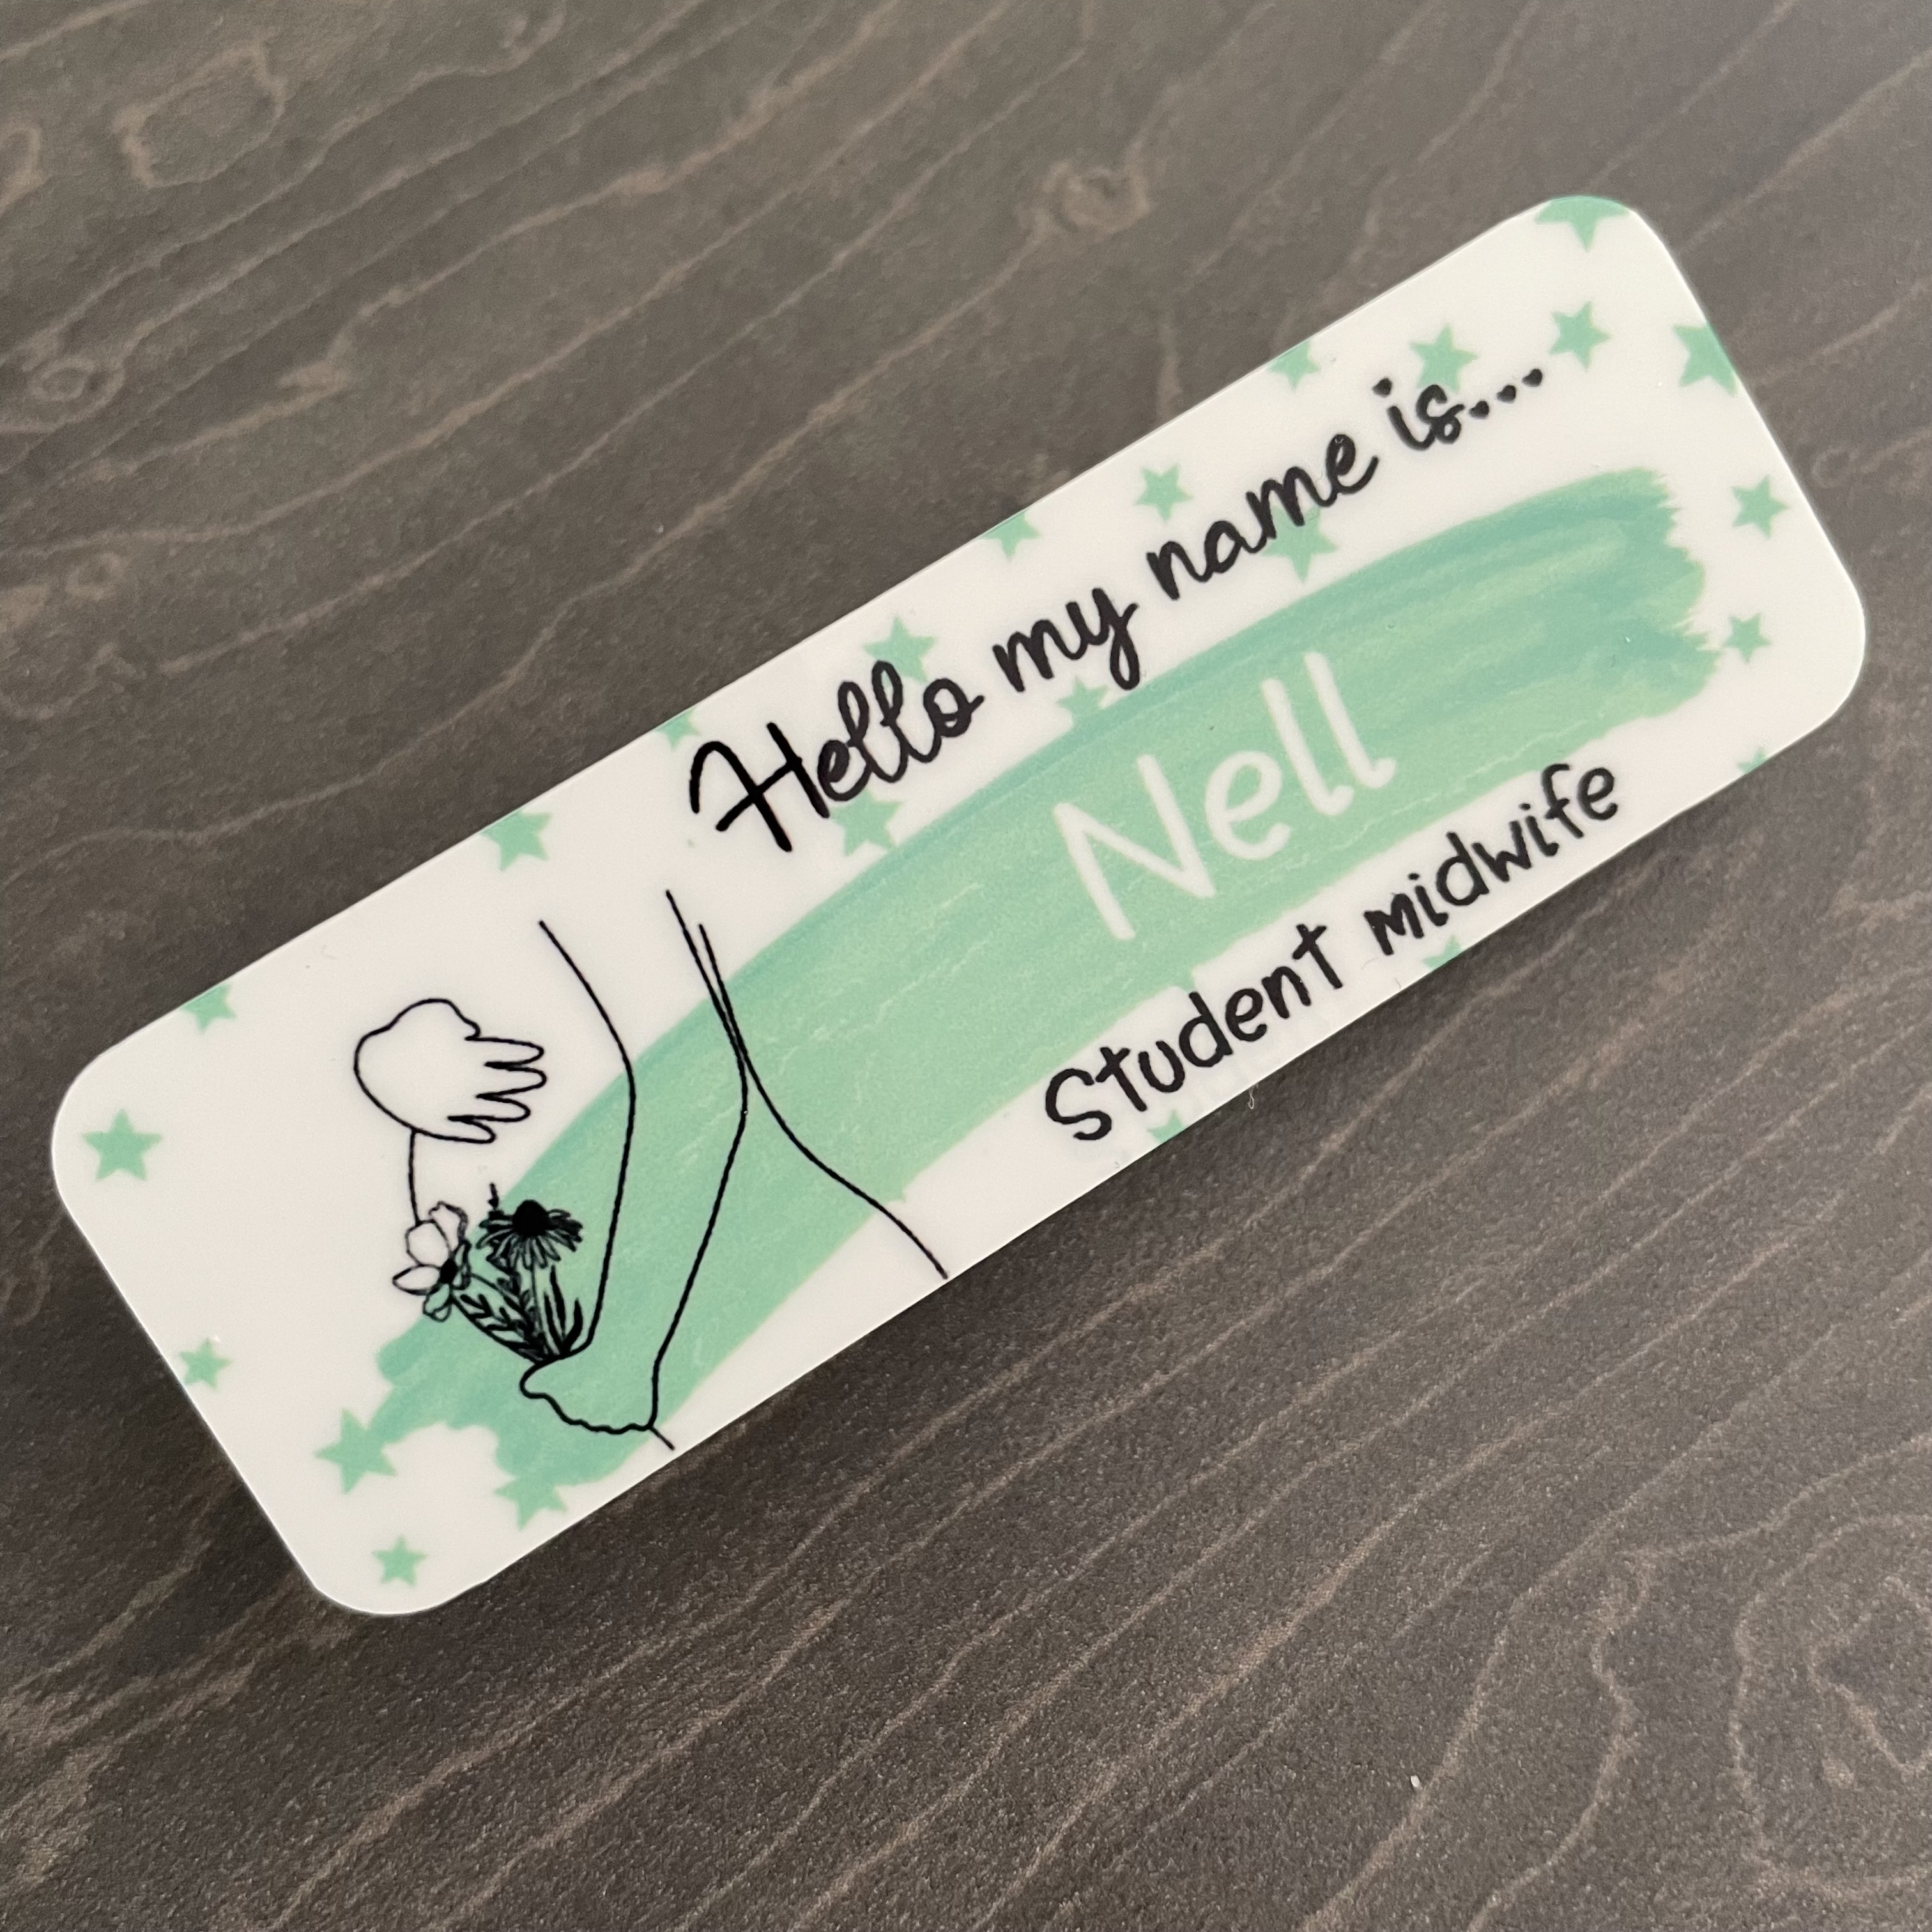 Hello my name is...
Nell
Student midwife